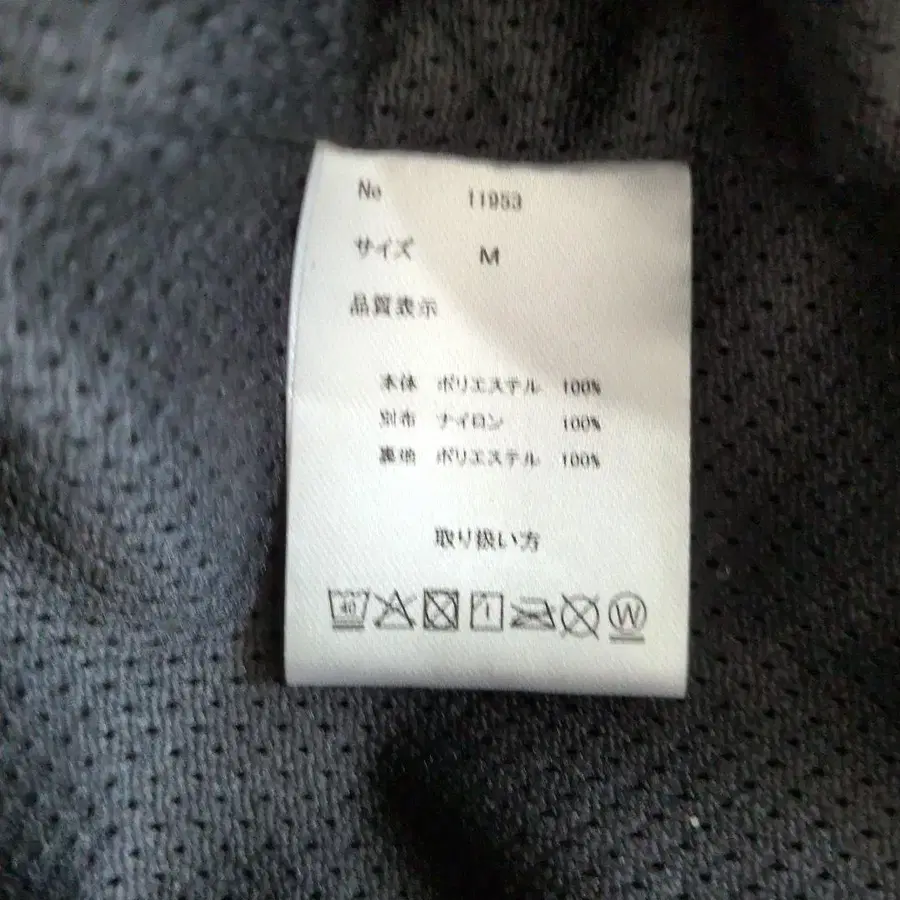 No 11953
サイズ M
品質表示
本体 ポリエステル 100%
別布 ナイロン 100%
裏地 ポリエステル 100%
取り扱い方
40 W